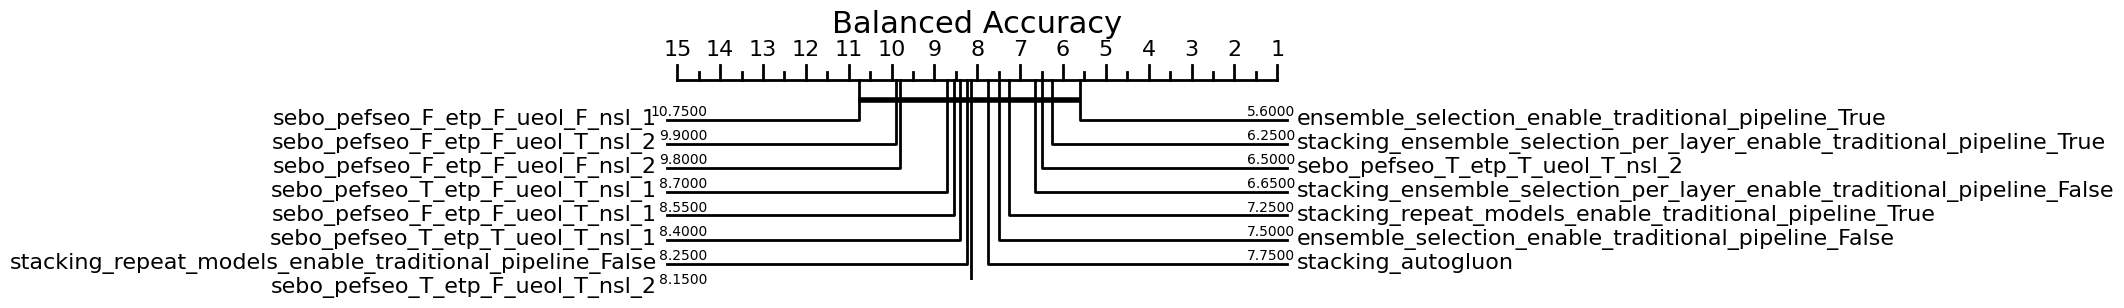 Balanced Accuracy
15 14 13 12 11 10 9 8 7 6 5 4 3 2 1
sebo_pefseo_F_etp_F_ueol_F_nsl_1 10.7500 5.6000 ensemble_selection_enable_traditional_pipeline_True
sebo_pefseo_F_etp_F_ueol_T_nsl_2 9.9000 6.2500 stacking_ensemble_selection_per_layer_enable_traditional_pipeline_True
sebo_pefseo_F_etp_F_ueol_F_nsl_2 9.8000 6.5000 sebo_pefseo_T_etp_T_ueol_T_nsl_2
sebo_pefseo_T_etp_F_ueol_T_nsl_1 8.7000 6.6500 stacking_ensemble_selection_per_layer_enable_traditional_pipeline_False
sebo_pefseo_F_etp_F_ueol_T_nsl_1 8.5500 7.2500 stacking_repeat_models_enable_traditional_pipeline_True
sebo_pefseo_T_etp_T_ueol_T_nsl_1 8.4000 7.5000 ensemble_selection_enable_traditional_pipeline_False
stacking_repeat_models_enable_traditional_pipeline_False 8.2500 7.7500 stacking_autogluon
sebo_pefseo_T_etp_F_ueol_T_nsl_2 8.1500